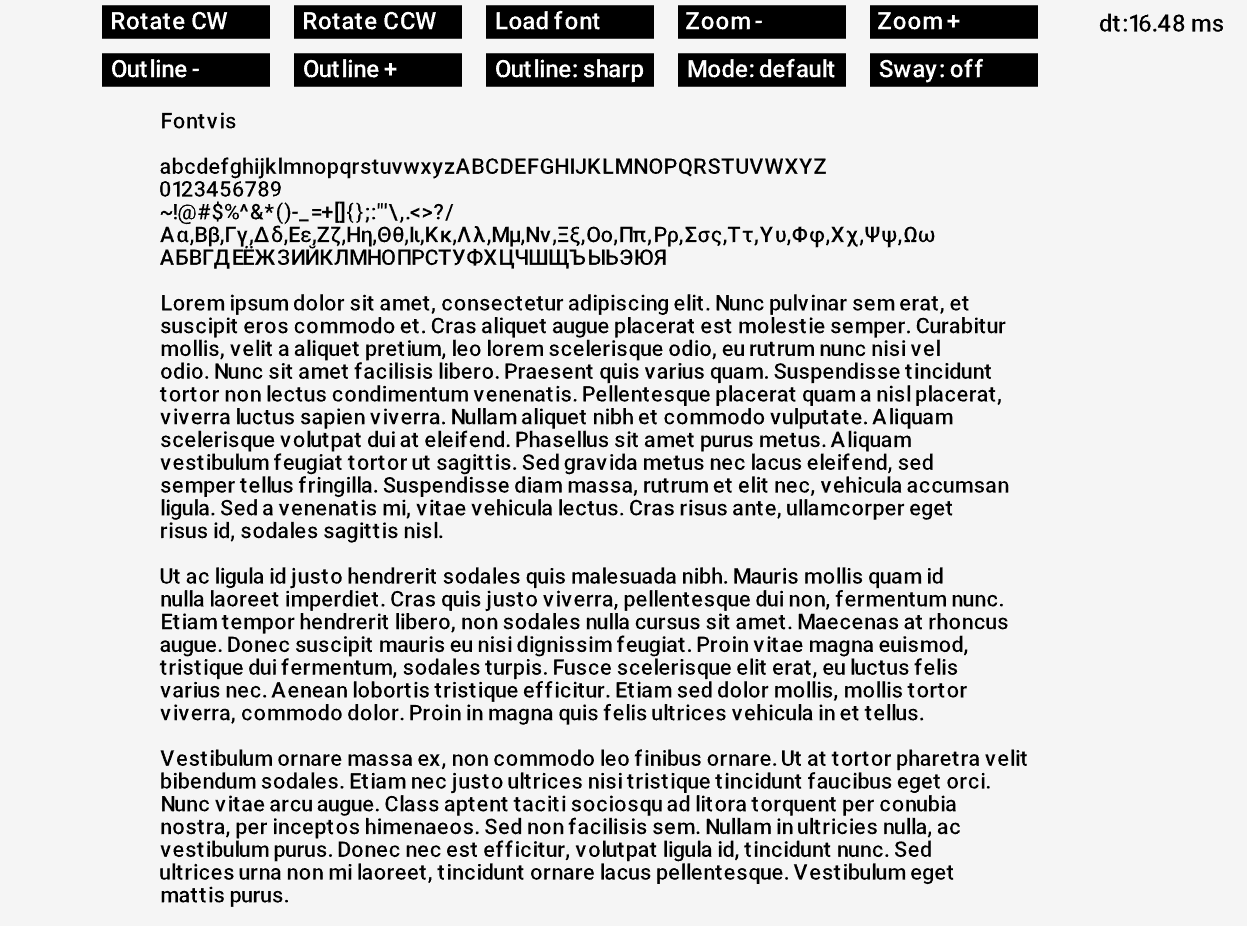 Rotate CW Rotate CCW Load font Zoom - Zoom + dt:16.48 ms
Outline - Outline + Outline: sharp Mode: default Sway: off
Fontvis
abcdefghijklmnopqrstuvwxyzABCDEFGHIJKLMNOPQRSTUVWXYZ
0123456789
~!@#$%^&*()-_=+[]{};:"'\,.<>?/
Αα,Ββ,Γγ,Δδ,Εε,Ζζ,Ηη,Θθ,Ιι,Κκ,Λλ,Μμ,Νν,Ξξ,Οο,Ππ,Ρρ,Σσς,Ττ,Υυ,Φφ,Χχ,Ψψ,Ωω
АБВГДЕЁЖЗИЙКЛМНОПРСТУФХЦЧШЩЪЫЬЭЮЯ
Lorem ipsum dolor sit amet, consectetur adipiscing elit. Nunc pulvinar sem erat, et
suscipit eros commodo et. Cras aliquet augue placerat est molestie semper. Curabitur
mollis, velit a aliquet pretium, leo lorem scelerisque odio, eu rutrum nunc nisi vel
odio. Nunc sit amet facilisis libero. Praesent quis varius quam. Suspendisse tincidunt
tortor non lectus condimentum venenatis. Pellentesque placerat quam a nisl placerat,
viverra luctus sapien viverra. Nullam aliquet nibh et commodo vulputate. Aliquam
scelerisque volutpat dui at eleifend. Phasellus sit amet purus metus. Aliquam
vestibulum feugiat tortor ut sagittis. Sed gravida metus nec lacus eleifend, sed
semper tellus fringilla. Suspendisse diam massa, rutrum et elit nec, vehicula accumsan
ligula. Sed a venenatis mi, vitae vehicula lectus. Cras risus ante, ullamcorper eget
risus id, sodales sagittis nisl.
Ut ac ligula id justo hendrerit sodales quis malesuada nibh. Mauris mollis quam id
nulla laoreet imperdiet. Cras quis justo viverra, pellentesque dui non, fermentum nunc.
Etiam tempor hendrerit libero, non sodales nulla cursus sit amet. Maecenas at rhoncus
augue. Donec suscipit mauris eu nisi dignissim feugiat. Proin vitae magna euismod,
tristique dui fermentum, sodales turpis. Fusce scelerisque elit erat, eu luctus felis
varius nec. Aenean lobortis tristique efficitur. Etiam sed dolor mollis, mollis tortor
viverra, commodo dolor. Proin in magna quis felis ultrices vehicula in et tellus.
Vestibulum ornare massa ex, non commodo leo finibus ornare. Ut at tortor pharetra velit
bibendum sodales. Etiam nec justo ultrices nisi tristique tincidunt faucibus eget orci.
Nunc vitae arcu augue. Class aptent taciti sociosqu ad litora torquent per conubia
nostra, per inceptos himenaeos. Sed non facilisis sem. Nullam in ultricies nulla, ac
vestibulum purus. Donec nec est efficitur, volutpat ligula id, tincidunt nunc. Sed
ultrices urna non mi laoreet, tincidunt ornare lacus pellentesque. Vestibulum eget
mattis purus.